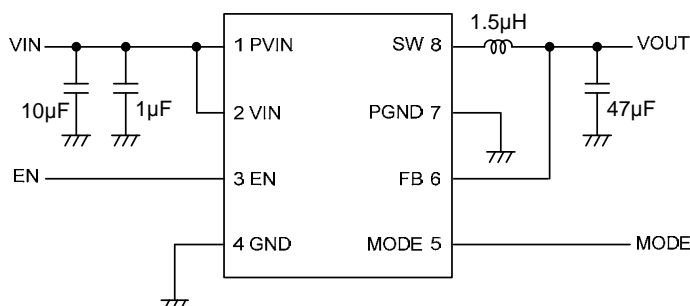 1.5µH
VIN
1 PVIN
SW 8
VOUT
10µF
1µF
2 VIN
PGND 7
47µF
EN
3 EN
FB 6
4 GND
MODE 5
MODE